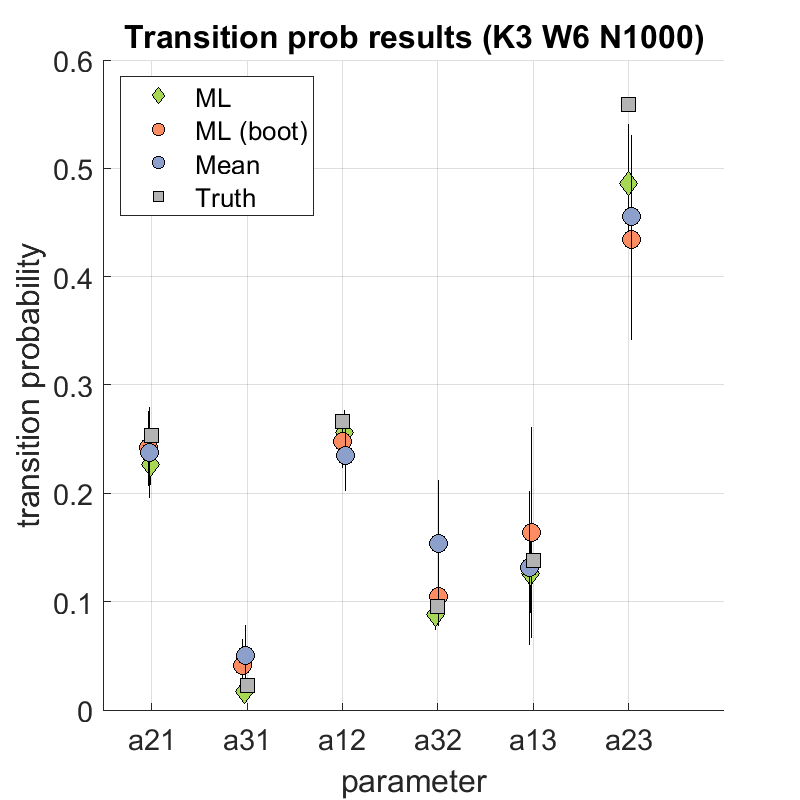 Transition prob results (K3 W6 N1000)
0.6
0.5
0.4
0.3
0.2
0.1
0
ML
ML (boot)
Mean
Truth
transition probability
a21 a31 a12 a32 a13 a23
parameter